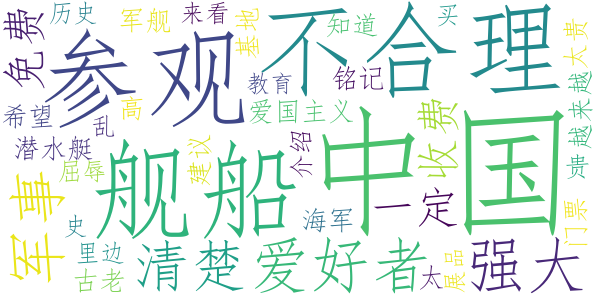 历史
军舰
来看
知道
买
免费
参观
不合理
基地
教育
铭记
太贵
希望
乱
高
爱国主义
越来越
潜水艇
屈辱
建议
介绍
舰船
中国
收费
贵
军事
史
海军
一定
门票
里边
古老
清楚
爱好者
太
展品
强大